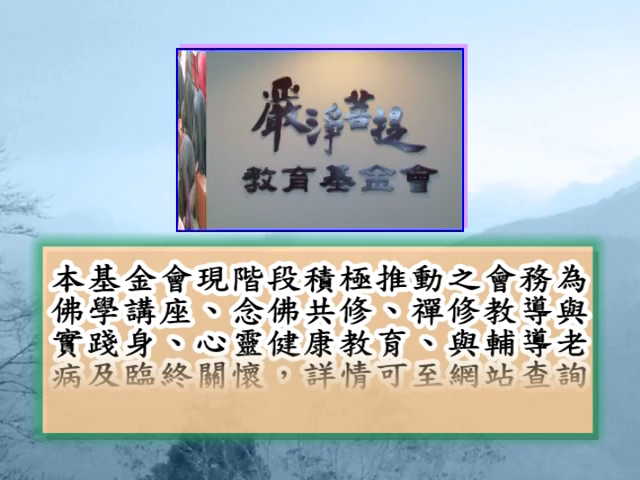 嚴淨菩提
教育基金會
本基金會現階段積極推動之會務為
佛學講座、念佛共修、禪修教導與
實踐身、心靈健康教育、與輔導老
病及臨終關懷，詳情可至網站查詢